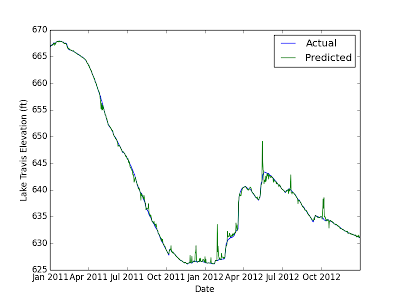 670
665
660
655
650
645
640
635
630
625
Lake Travis Elevation (ft)
Actual
Predicted
Jan 2011 Apr 2011 Jul 2011 Oct 2011 Jan 2012 Apr 2012 Jul 2012 Oct 2012
Date